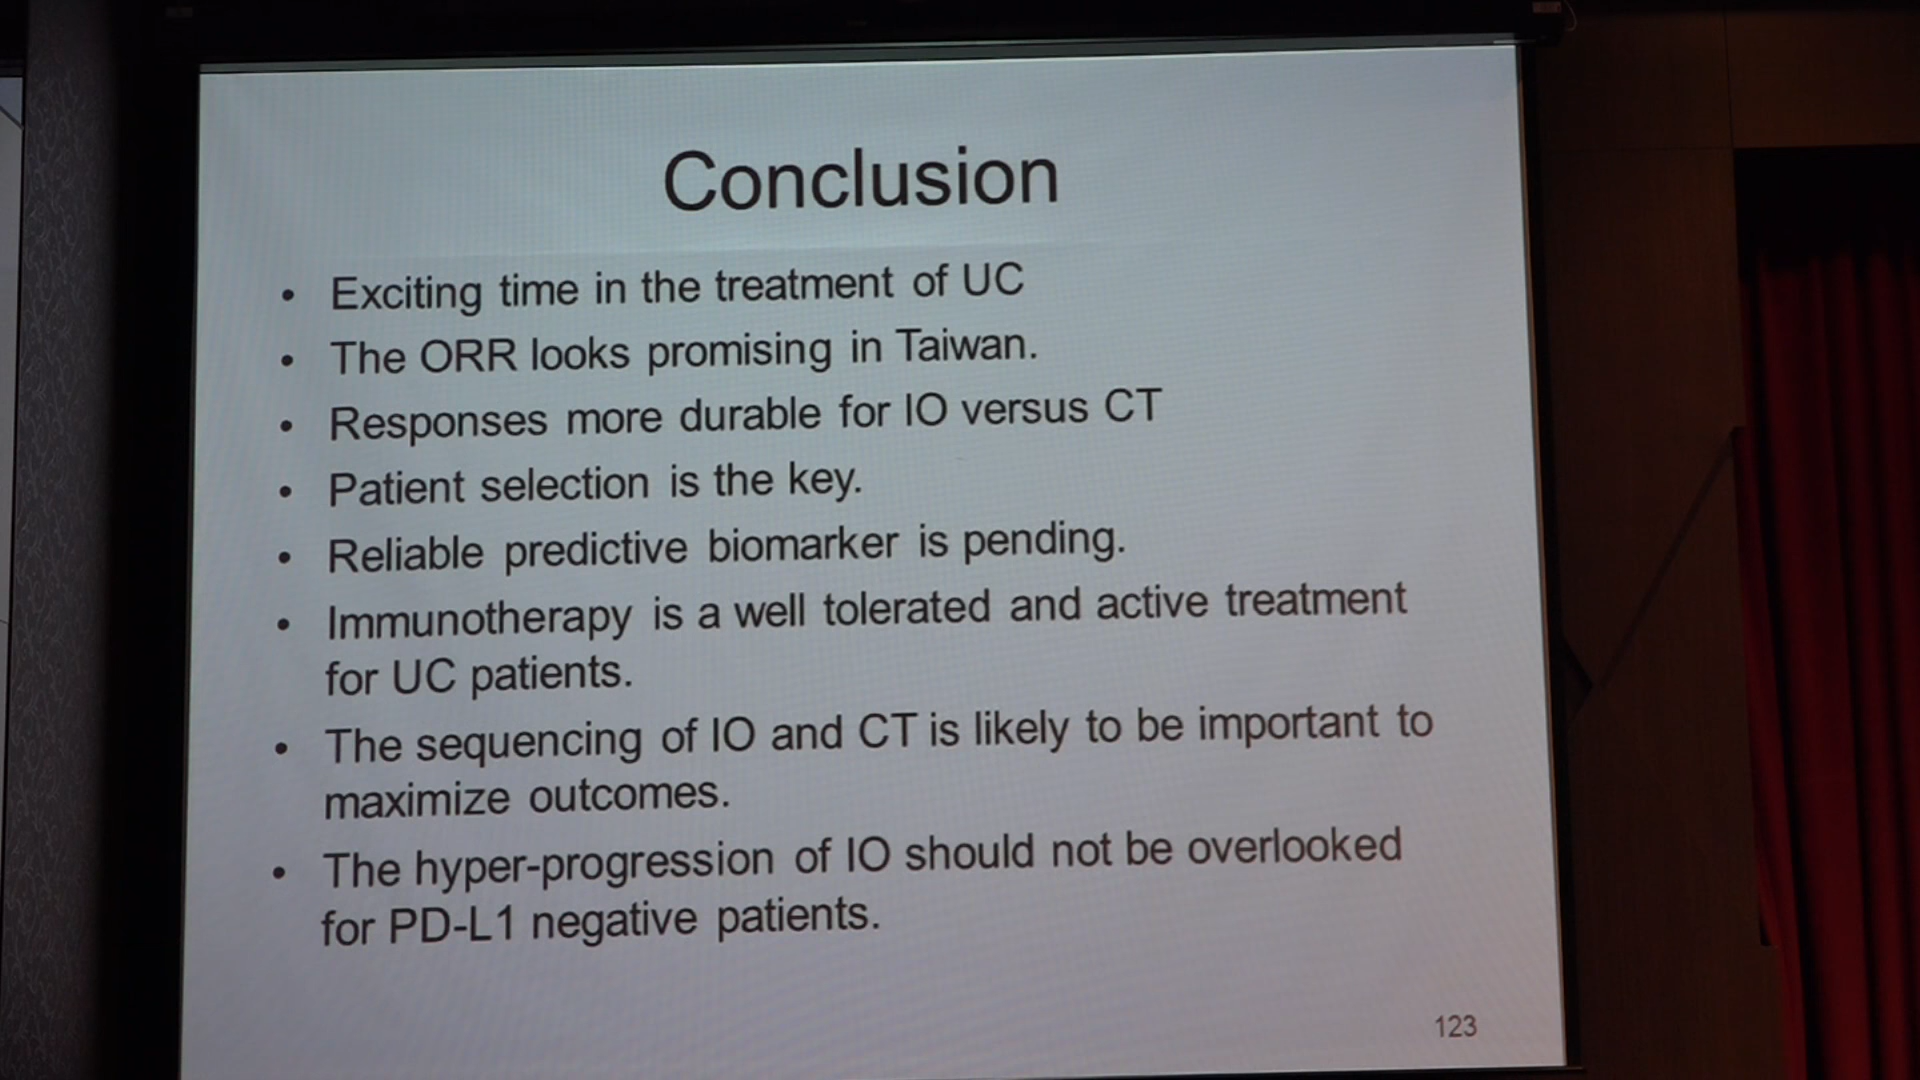 Conclusion
• Exciting time in the treatment of UC
• The ORR looks promising in Taiwan.
• Responses more durable for IO versus CT
• Patient selection is the key.
• Reliable predictive biomarker is pending.
• Immunotherapy is a well tolerated and active treatment
for UC patients.
• The sequencing of IO and CT is likely to be important to
maximize outcomes.
• The hyper-progression of IO should not be overlooked
for PD-L1 negative patients.
123